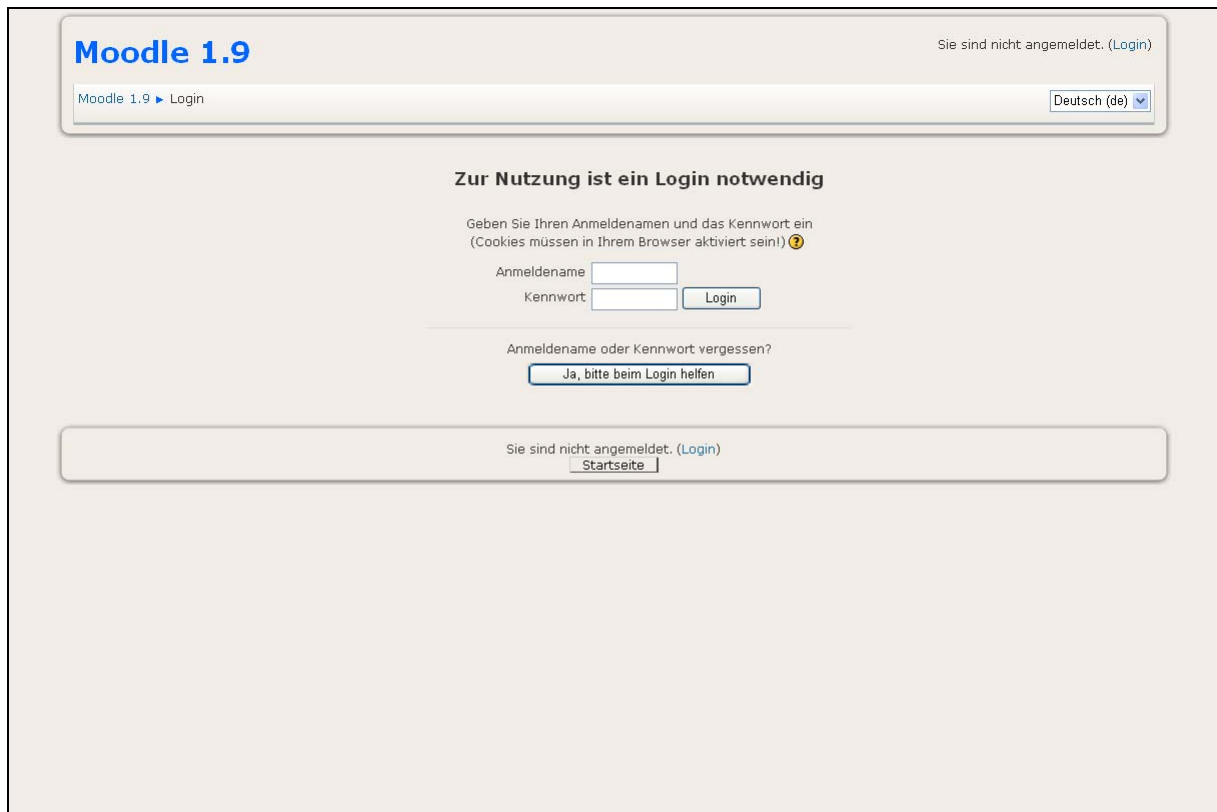 Moodle 1.9
Sie sind nicht angemeldet. (Login)
Moodle 1.9 ► Login
Deutsch (de)
Zur Nutzung ist ein Login notwendig
Geben Sie Ihren Anmeldenamen und das Kennwort ein
(Cookies müssen in Ihrem Browser aktiviert sein!) ?
Anmeldename
Kennwort Login
Anmeldename oder Kennwort vergessen?
Ja, bitte beim Login helfen
Sie sind nicht angemeldet. (Login)
Startseite